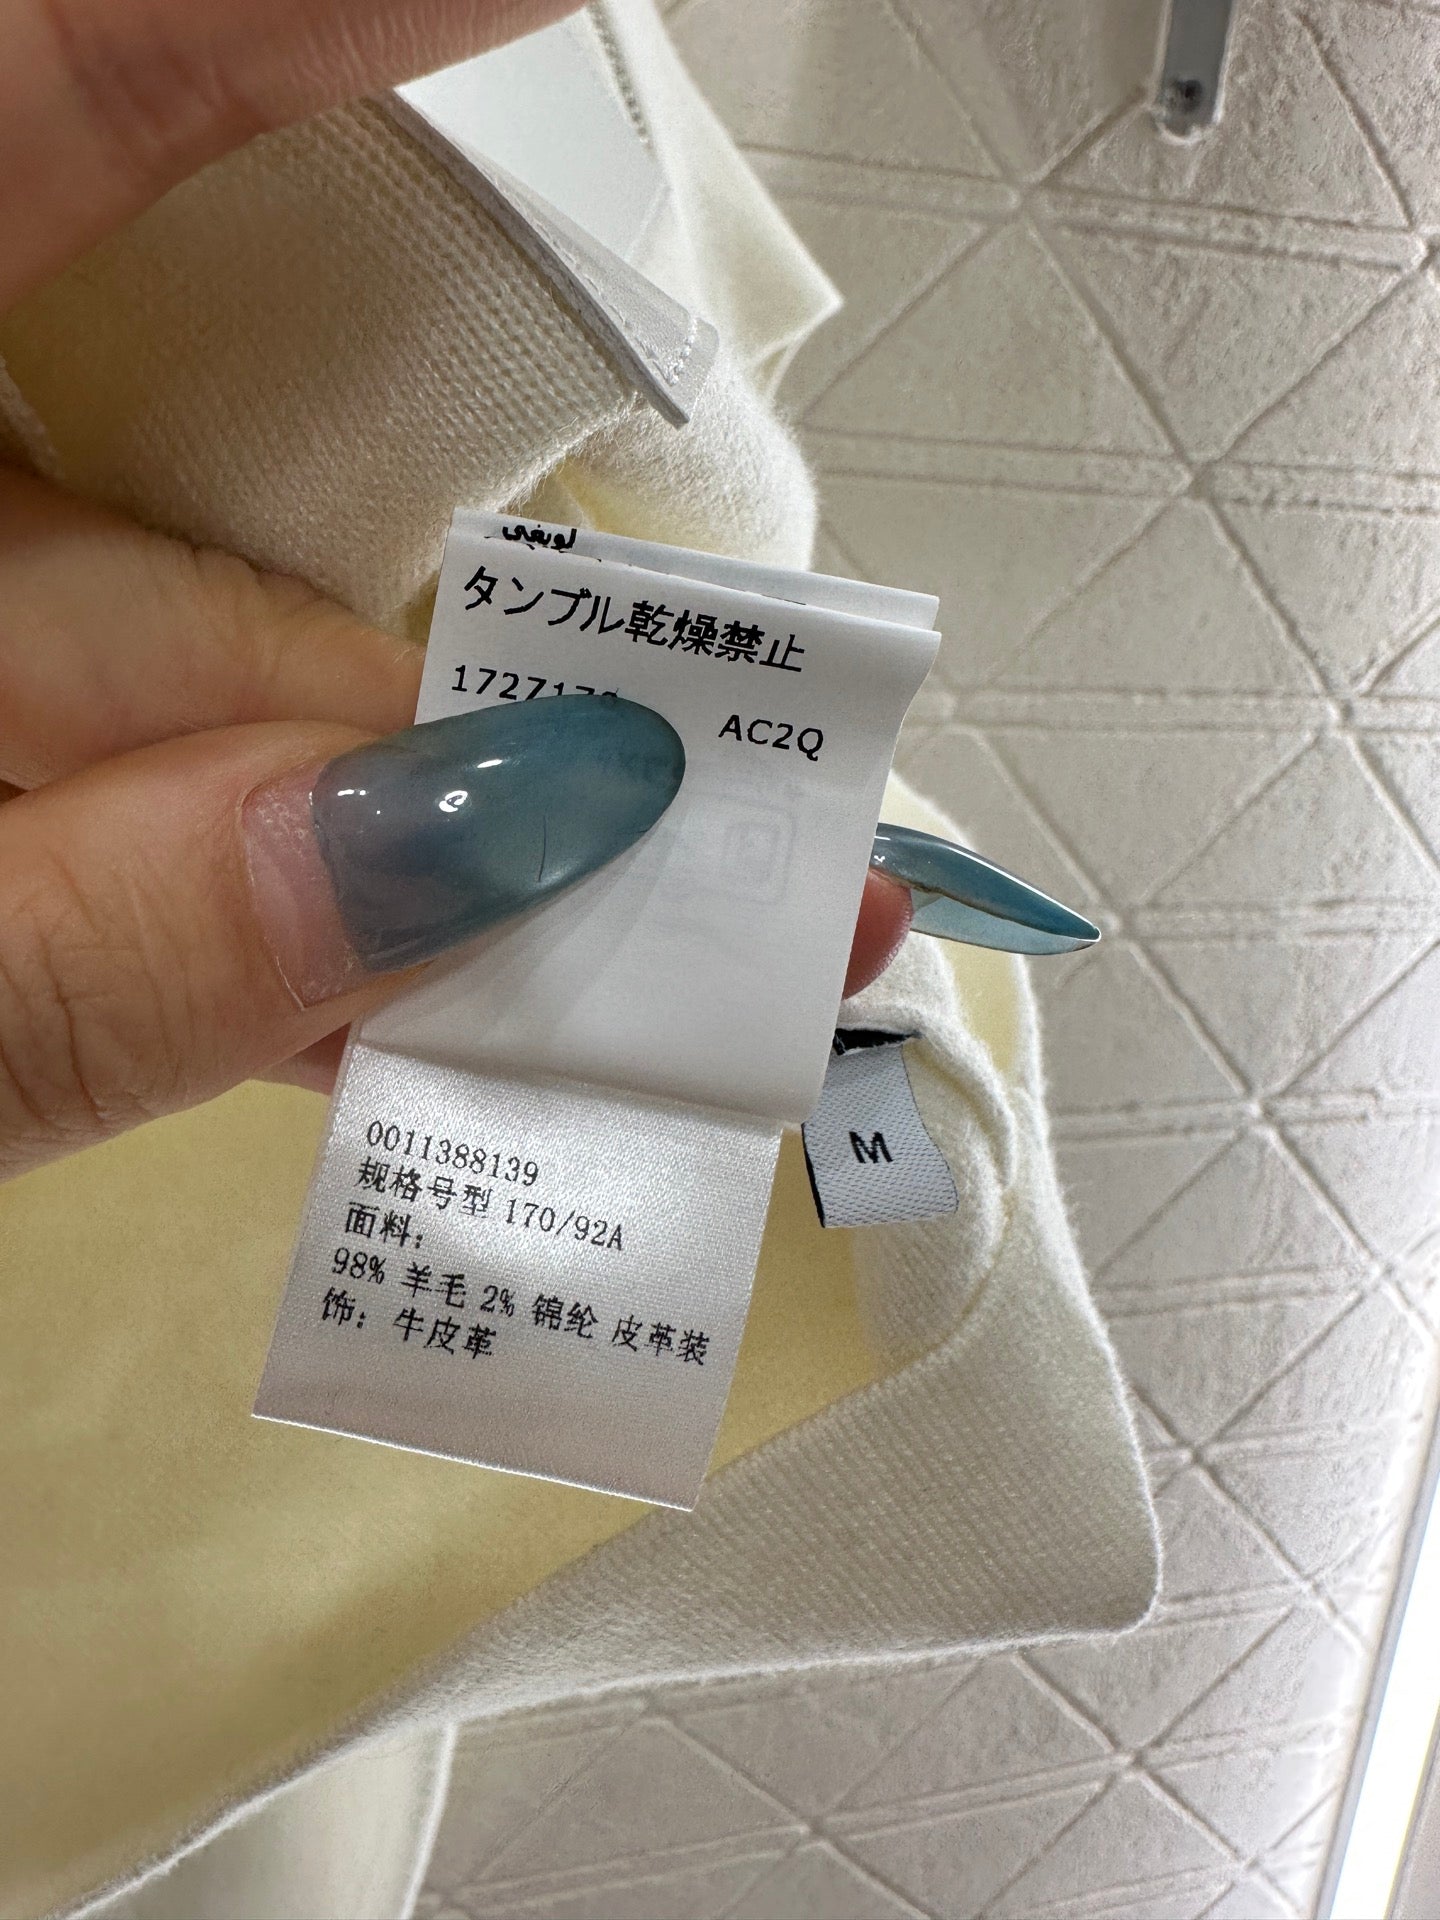 タンブル乾燥禁止
AC2Q
M
0011388139
规格号型 170/92A
面料:
98% 羊毛 2% 锦纶 皮革装
饰: 牛皮革